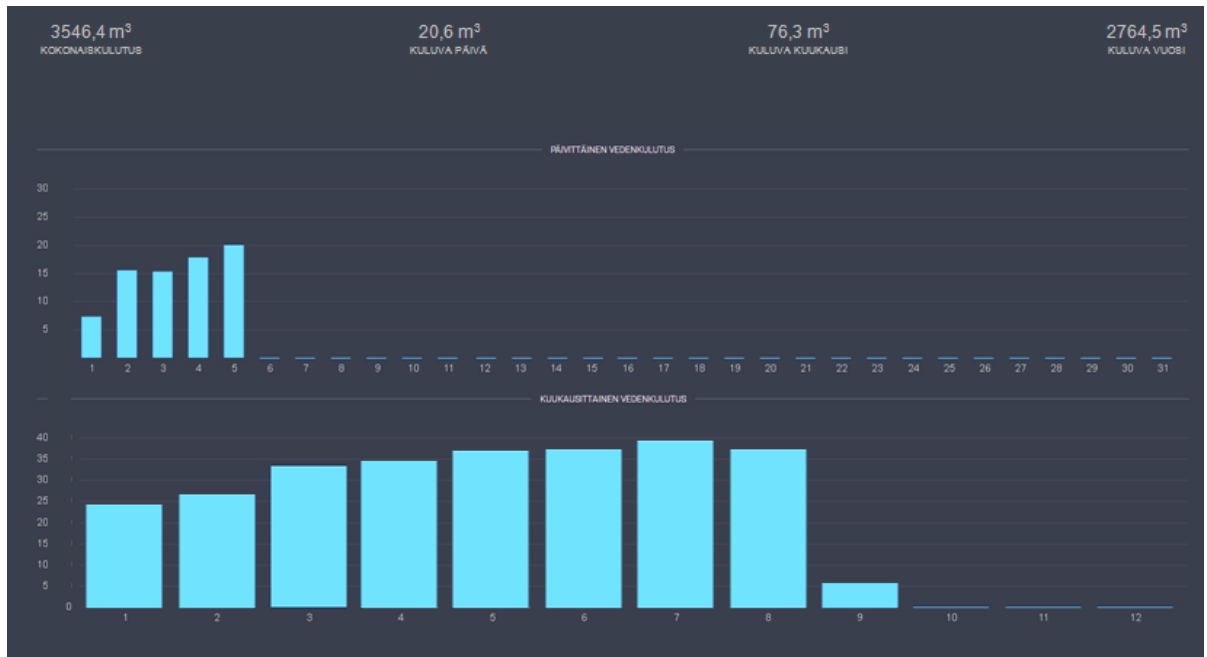 3546,4 m³ 20,6 m³ 76,3 m³ 2764,5 m³
KOKONAISKULUTUS KULUVA PÄIVÄ KULUVA KUUKAUSI KULUVA VUOSI
PÄIVITTÄINEN VEDENKULUTUS
30
25
20
15
10
5
1 2 3 4 5 6 7 8 9 10 11 12 13 14 15 16 17 18 19 20 21 22 23 24 25 26 27 28 29 30 31
KUUKAUSITTAINEN VEDENKULUTUS
40
35
30
25
20
15
10
5
0
1 2 3 4 5 6 7 8 9 10 11 12